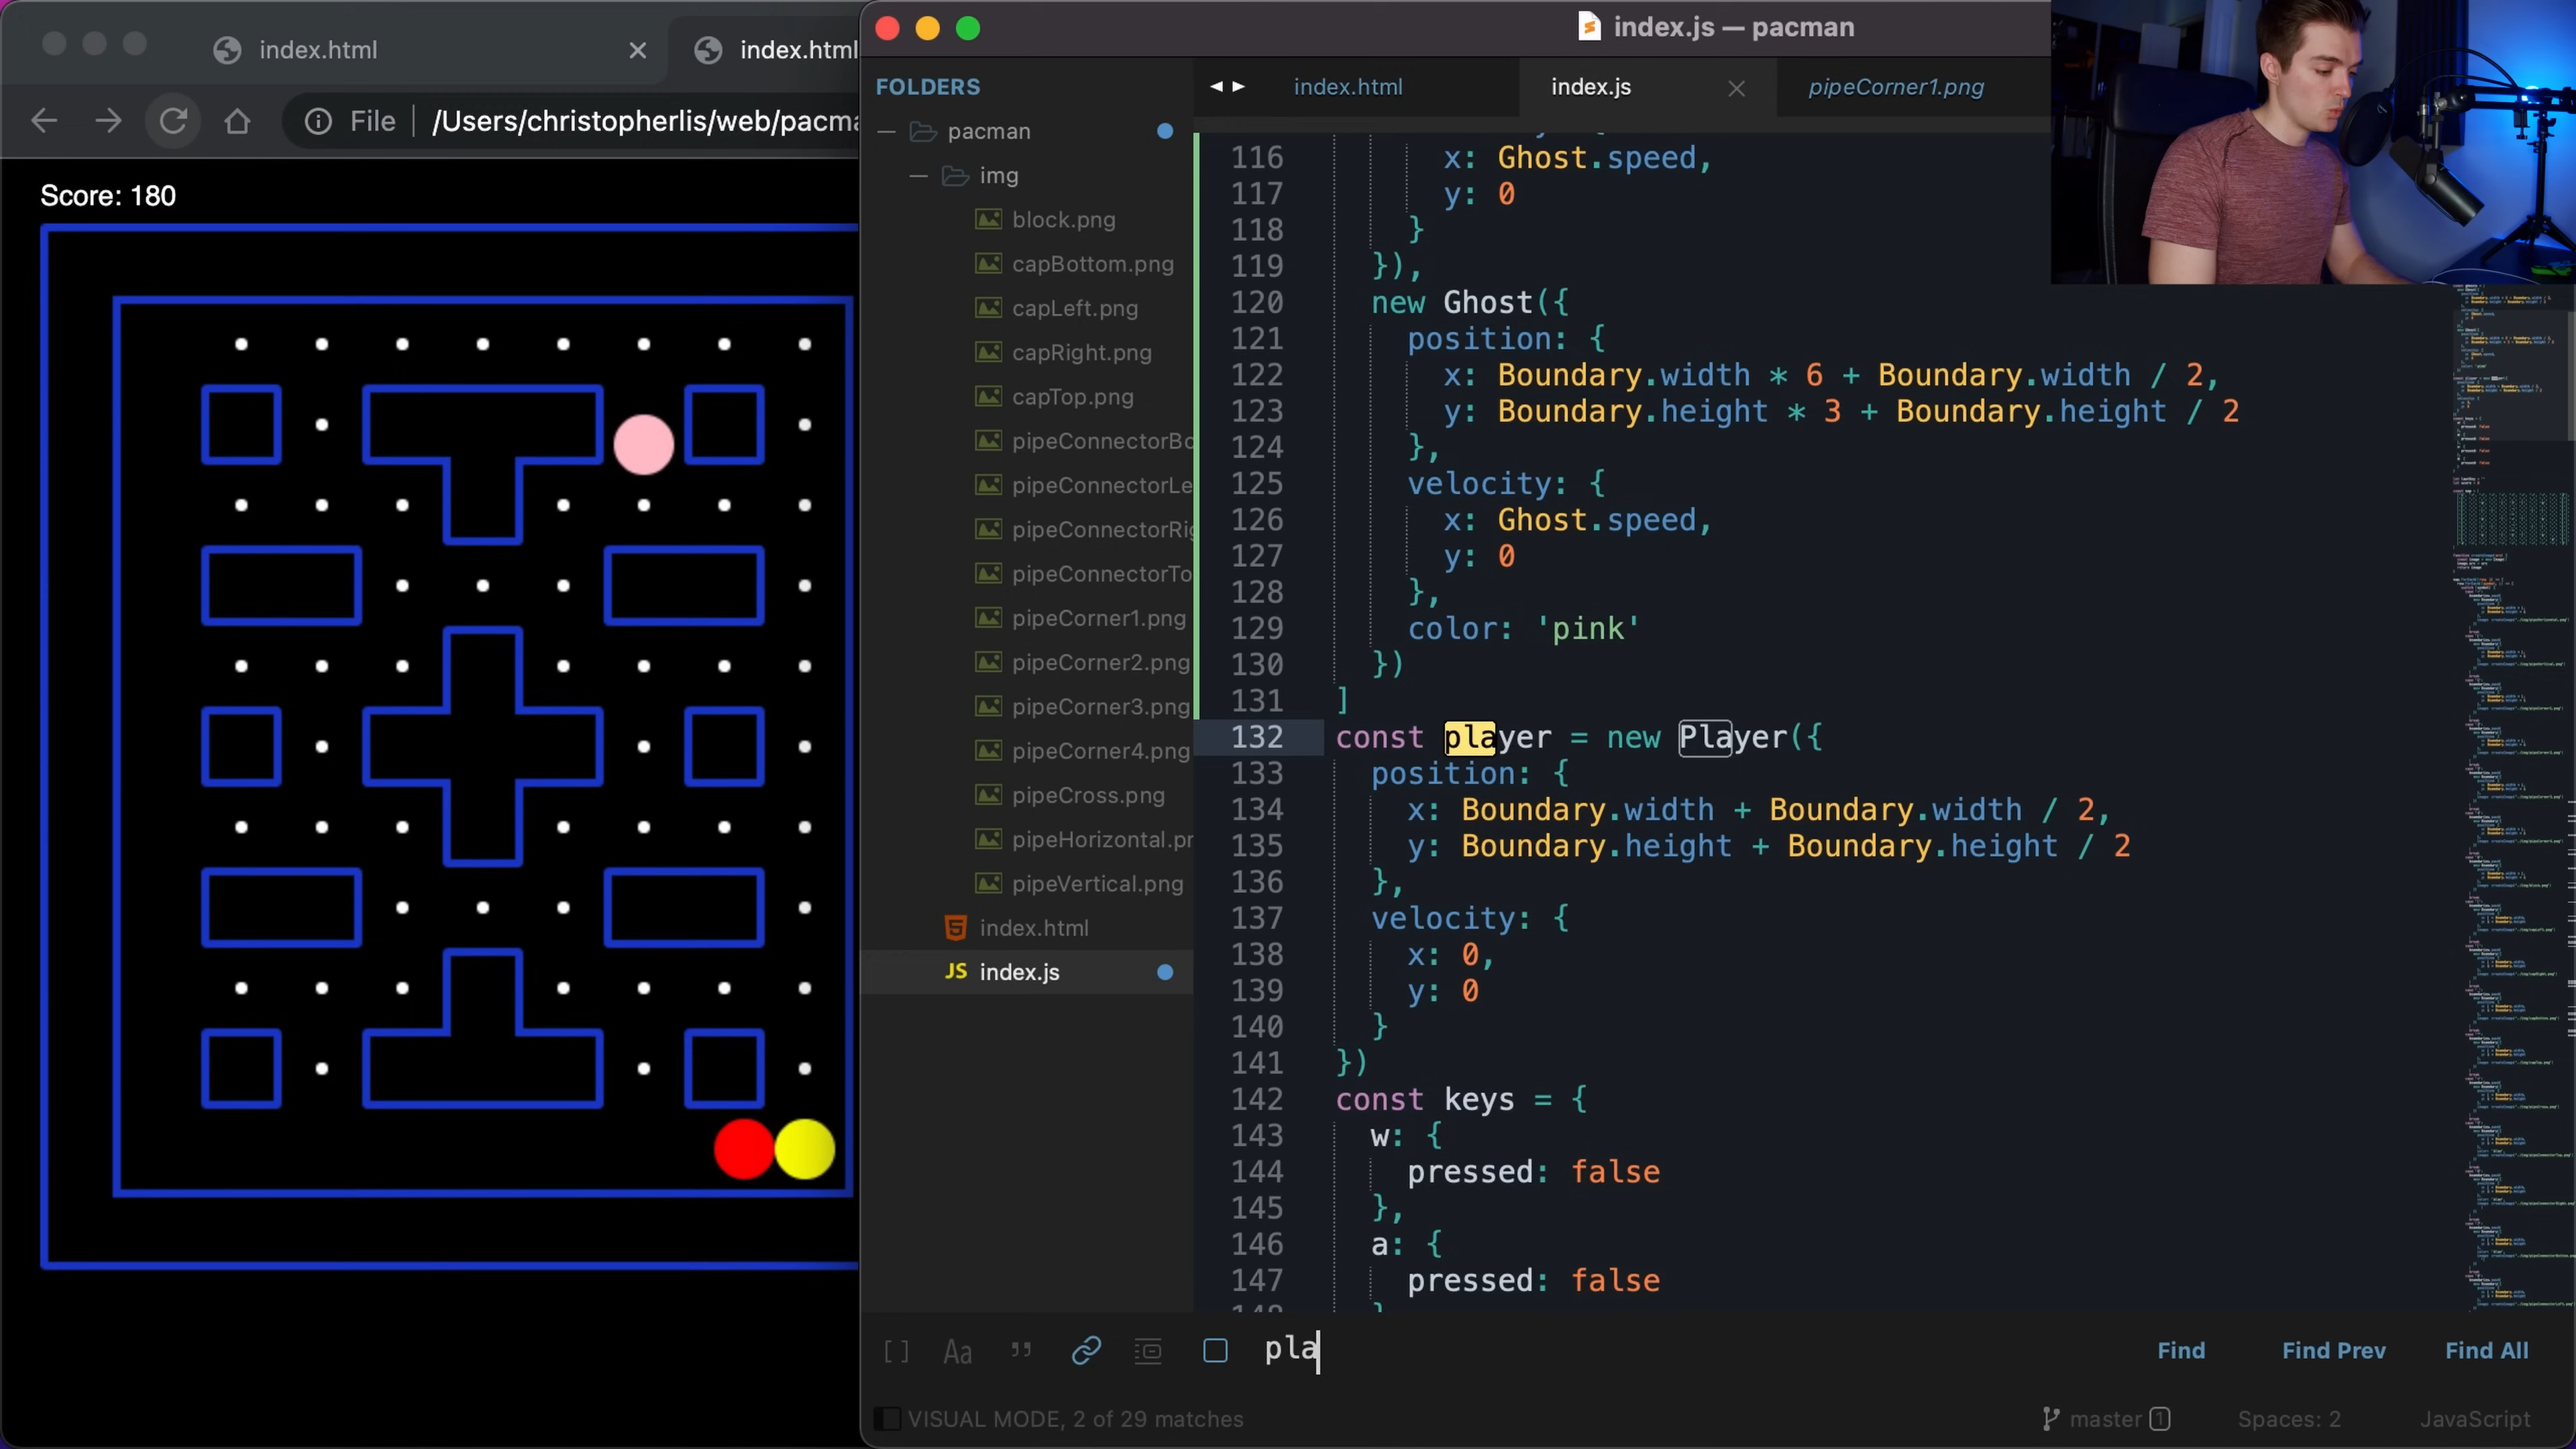 index.html
index.html
File
/Users/christopherlis/web/pacma
Score: 180
index.js — pacman
FOLDERS
pacman
img
block.png
capBottom.png
capLeft.png
capRight.png
capTop.png
pipeConnectorBo
pipeConnectorLe
pipeConnectorRig
pipeConnectorTo
pipeCorner1.png
pipeCorner2.png
pipeCorner3.png
pipeCorner4.png
pipeCross.png
pipeHorizontal.pr
pipeVertical.png
index.html
JS index.js
index.html
index.js
pipeCorner1.png
116 x: Ghost.speed,
117 y: 0
118 }
119 }),
120 new Ghost({
121 position: {
122 x: Boundary.width * 6 + Boundary.width / 2,
123 y: Boundary.height * 3 + Boundary.height / 2
124 },
125 velocity: {
126 x: Ghost.speed,
127 y: 0
128 },
129 color: 'pink'
130 })
131 ]
132 const player = new Player({
133 position: {
134 x: Boundary.width + Boundary.width / 2,
135 y: Boundary.height + Boundary.height / 2
136 },
137 velocity: {
138 x: 0,
139 y: 0
140 }
141 })
142 const keys = {
143 w: {
144 pressed: false
145 },
146 a: {
147 pressed: false
[ ] Aa ” pla
Find Find Prev Find All
VISUAL MODE, 2 of 29 matches
master 1 Spaces: 2 JavaScript